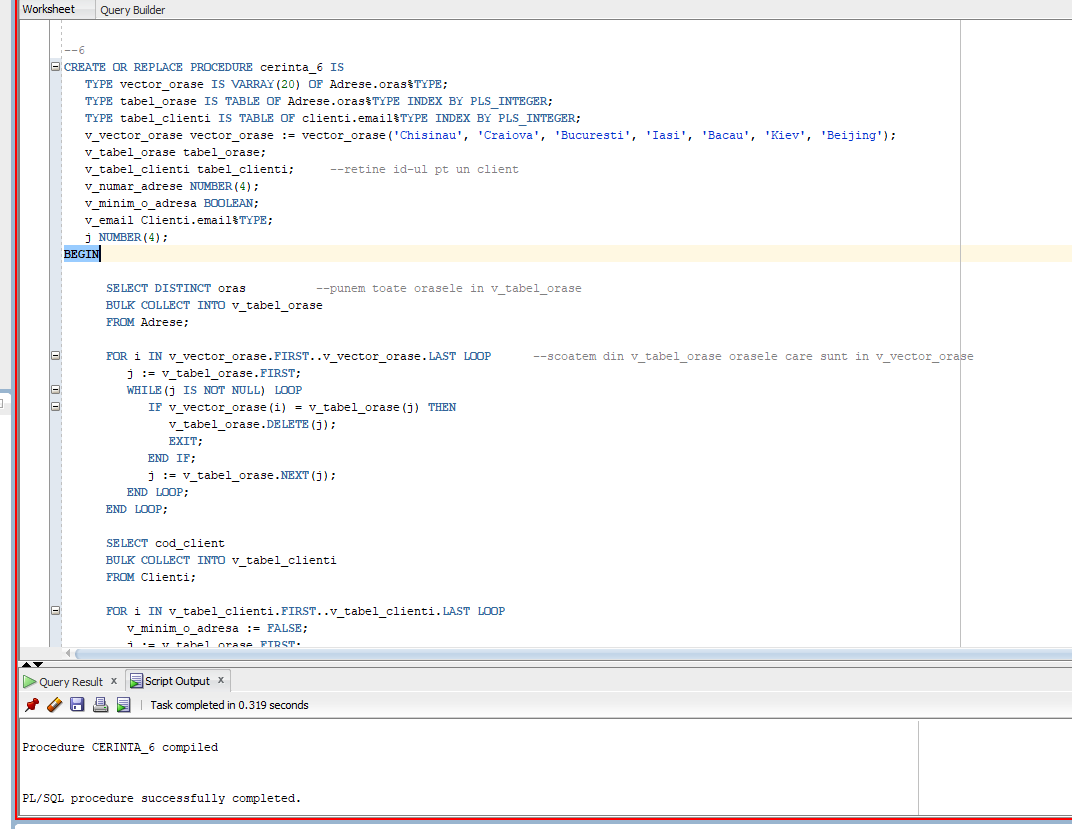 Worksheet Query Builder
--6
CREATE OR REPLACE PROCEDURE cerinta_6 IS
TYPE vector_orase IS VARRAY(20) OF Adrese.oras%TYPE;
TYPE tabel_orase IS TABLE OF Adrese.oras%TYPE INDEX BY PLS_INTEGER;
TYPE tabel_clienti IS TABLE OF clienti.email%TYPE INDEX BY PLS_INTEGER;
v_vector_orase vector_orase := vector_orase('Chisinau', 'Craiova', 'Bucuresti', 'Iasi', 'Bacau', 'Kiev', 'Beijing');
v_tabel_orase tabel_orase;
v_tabel_clienti tabel_clienti; --retine id-ul pt un client
v_numar_adrese NUMBER(4);
v_minim_o_adresa BOOLEAN;
v_email Clienti.email%TYPE;
j NUMBER(4);
BEGIN
SELECT DISTINCT oras --punem toate orasele in v_tabel_orase
BULK COLLECT INTO v_tabel_orase
FROM Adrese;
FOR i IN v_vector_orase.FIRST..v_vector_orase.LAST LOOP --scoatem din v_tabel_orase orasele care sunt in v_vector_orase
j := v_tabel_orase.FIRST;
WHILE(j IS NOT NULL) LOOP
IF v_vector_orase(i) = v_tabel_orase(j) THEN
v_tabel_orase.DELETE(j);
EXIT;
END IF;
j := v_tabel_orase.NEXT(j);
END LOOP;
END LOOP;
SELECT cod_client
BULK COLLECT INTO v_tabel_clienti
FROM Clienti;
FOR i IN v_tabel_clienti.FIRST..v_tabel_clienti.LAST LOOP
v_minim_o_adresa := FALSE;
j := v_tabel_orase.FIRST;
Query Result x Script Output x
Task completed in 0.319 seconds
Procedure CERINTA_6 compiled
PL/SQL procedure successfully completed.